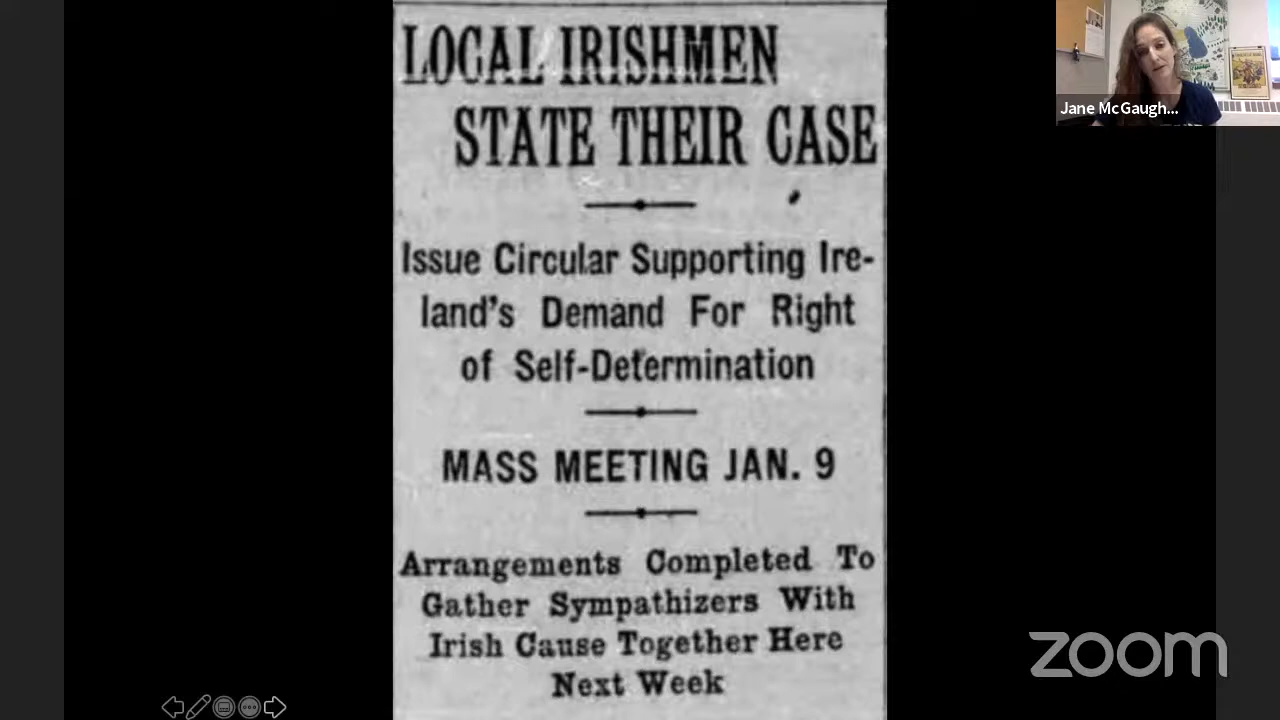 LOCAL IRISHMEN
STATE THEIR CASE
Issue Circular Supporting Ire-
land's Demand For Right
of Self-Determination
MASS MEETING JAN. 9
Arrangements Completed To
Gather Sympathizers With
Irish Cause Together Here
Next Week
Jane McGaugh...
zoom